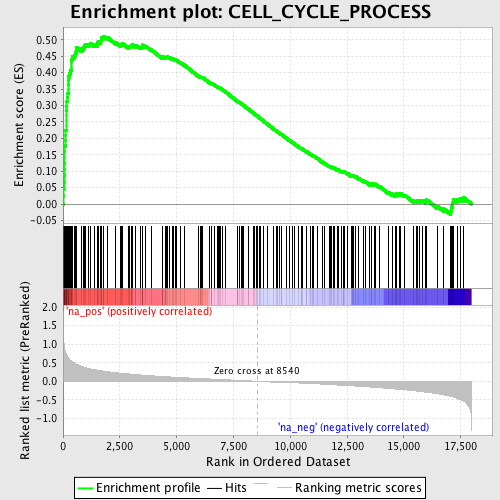 Enrichment plot: CELL_CYCLE_PROCESS
Enrichment score (ES)
0.50
0.45
0.40
0.35
0.30
0.25
0.20
0.15
0.10
0.05
0.00
-0.05
'na_pos' (positively correlated)
Ranked list metric (PreRanked)
2.0
1.5
1.0
0.5
0.0
-0.5
-1.0
Zero cross at 8540
'na_neg' (negatively correlated)
0
2,500
5,000
7,500
10,000
12,500
15,000
17,500
Rank in Ordered Dataset
Enrichment profile
Hits
Ranking metric scores